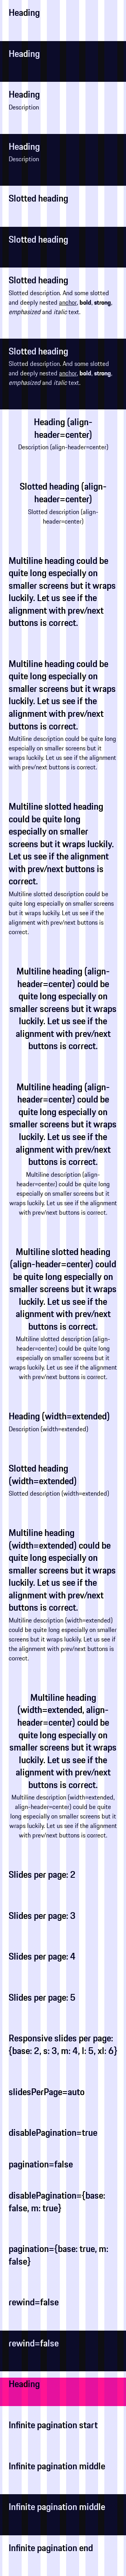 Heading
Heading
Heading
Description
Heading
Description
Slotted heading
Slotted heading
Slotted heading
Slotted description. And some slotted
and deeply nested anchor, bold, strong,
emphasized and italic text.
Slotted heading
Slotted description. And some slotted
and deeply nested anchor, bold, strong,
emphasized and italic text.
Heading (align-
header=center)
Description (align-header=center)
Slotted heading (align-
header=center)
Slotted description (align-
header=center)
Multiline heading could be
quite long especially on
smaller screens but it wraps
luckily. Let us see if the
alignment with prev/next
buttons is correct.
Multiline heading could be
quite long especially on
smaller screens but it wraps
luckily. Let us see if the
alignment with prev/next
buttons is correct.
Multiline description could be quite long
especially on smaller screens but it
wraps luckily. Let us see if the alignment
with prev/next buttons is correct.
Multiline slotted heading
could be quite long
especially on smaller
screens but it wraps luckily.
Let us see if the alignment
with prev/next buttons is
correct.
Multiline slotted description could be
quite long especially on smaller screens
but it wraps luckily. Let us see if the
alignment with prev/next buttons is
correct.
Multiline heading (align-
header=center) could be
quite long especially on
smaller screens but it wraps
luckily. Let us see if the
alignment with prev/next
buttons is correct.
Multiline heading (align-
header=center) could be
quite long especially on
smaller screens but it wraps
luckily. Let us see if the
alignment with prev/next
buttons is correct.
Multiline description (align-
header=center) could be quite long
especially on smaller screens but it
wraps luckily. Let us see if the alignment
with prev/next buttons is correct.
Multiline slotted heading
(align-header=center) could
be quite long especially on
smaller screens but it wraps
luckily. Let us see if the
alignment with prev/next
buttons is correct.
Multiline slotted description (align-
header=center) could be quite long
especially on smaller screens but it
wraps luckily. Let us see if the alignment
with prev/next buttons is correct.
Heading (width=extended)
Description (width=extended)
Slotted heading
(width=extended)
Slotted description (width=extended)
Multiline heading
(width=extended) could be
quite long especially on
smaller screens but it wraps
luckily. Let us see if the
alignment with prev/next
buttons is correct.
Multiline description (width=extended)
could be quite long especially on smaller
screens but it wraps luckily. Let us see if
the alignment with prev/next buttons is
correct.
Multiline heading
(width=extended, align-
header=center) could be
quite long especially on
smaller screens but it wraps
luckily. Let us see if the
alignment with prev/next
buttons is correct.
Multiline description (width=extended,
align-header=center) could be quite
long especially on smaller screens but it
wraps luckily. Let us see if the alignment
with prev/next buttons is correct.
Slides per page: 2
Slides per page: 3
Slides per page: 4
Slides per page: 5
Responsive slides per page:
{base: 2, s: 3, m: 4, l: 5, xl: 6}
slidesPerPage=auto
disablePagination=true
pagination=false
disablePagination={base:
false, m: true}
pagination={base: true, m:
false}
rewind=false
rewind=false
Heading
Infinite pagination start
Infinite pagination middle
Infinite pagination middle
Infinite pagination end